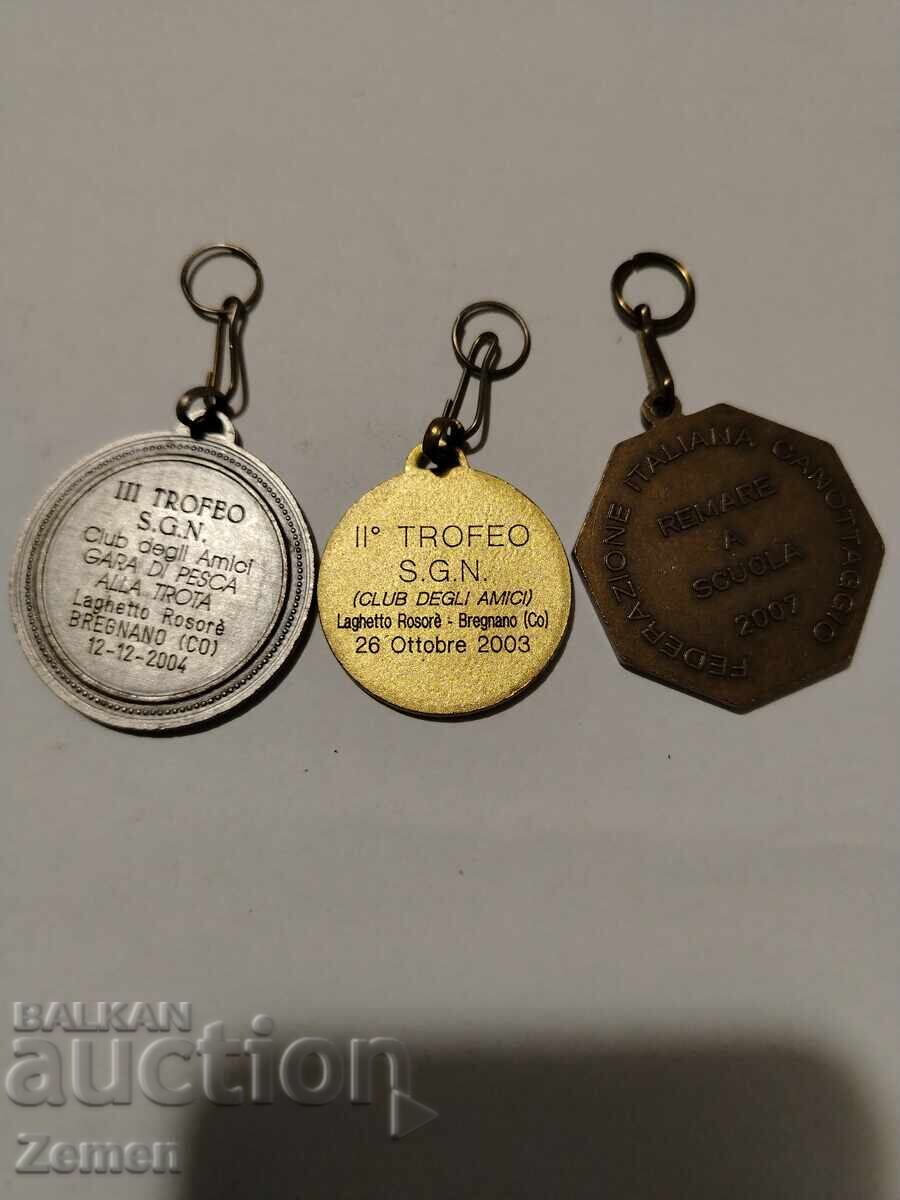 III TROFEO
S.G.N.
Club degli Amici
GARA DI PESCA
ALLA TROTA
Laghetto Rosorè
BREGNANO (CO)
12-12-2004
II° TROFEO
S.G.N.
(CLUB DEGLI AMICI)
Laghetto Rosorè - Bregnano (Co)
26 Ottobre 2003
FEDERAZIONE ITALIANA CANOTTAGGIO
REMARE
A
SCUOLA
2007
BALKAN
auction
Zemen